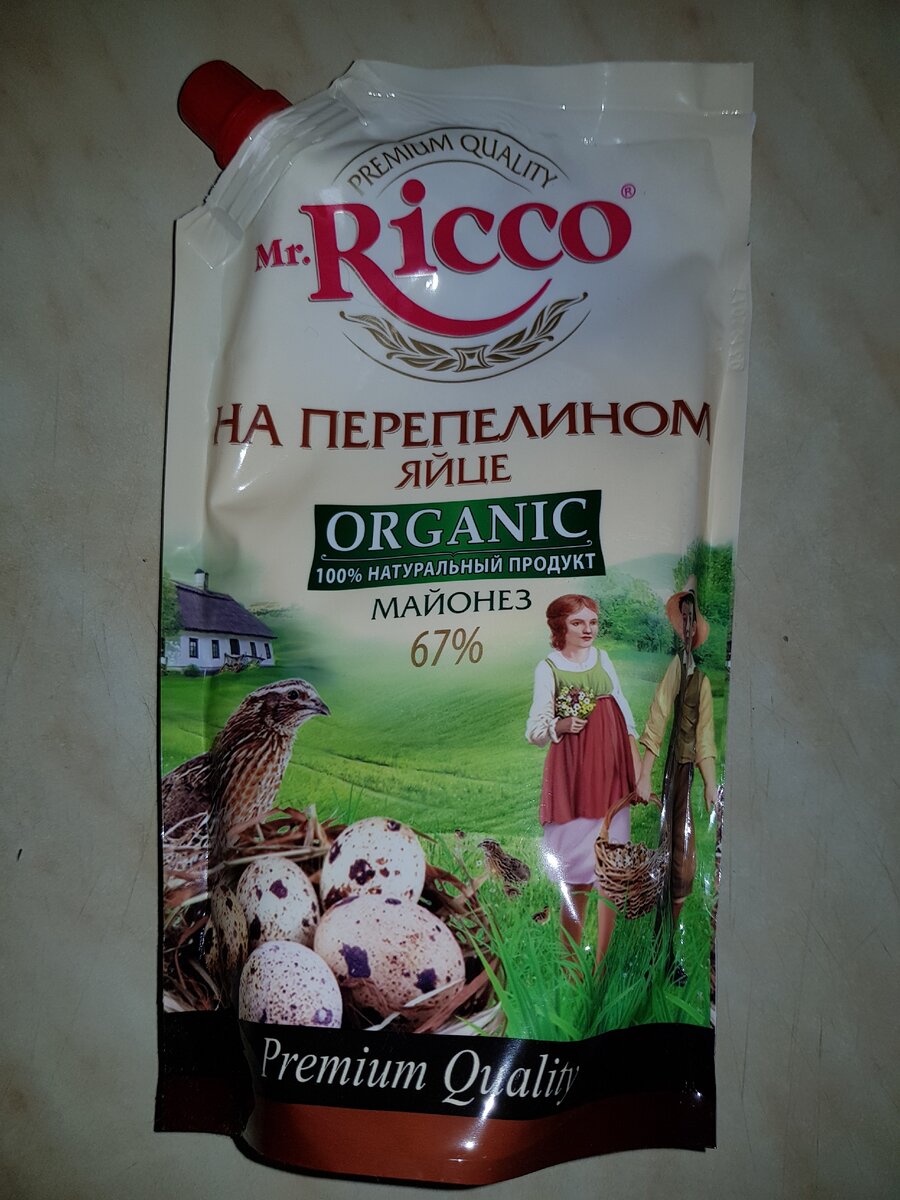 PREMIUM QUALITY
Mr. Ricco®
НА ПЕРЕПЕЛИНОМ
ЯЙЦЕ
ORGANIC
100% НАТУРАЛЬНЫЙ ПРОДУКТ
МАЙОНЕЗ
67%
Premium Quality